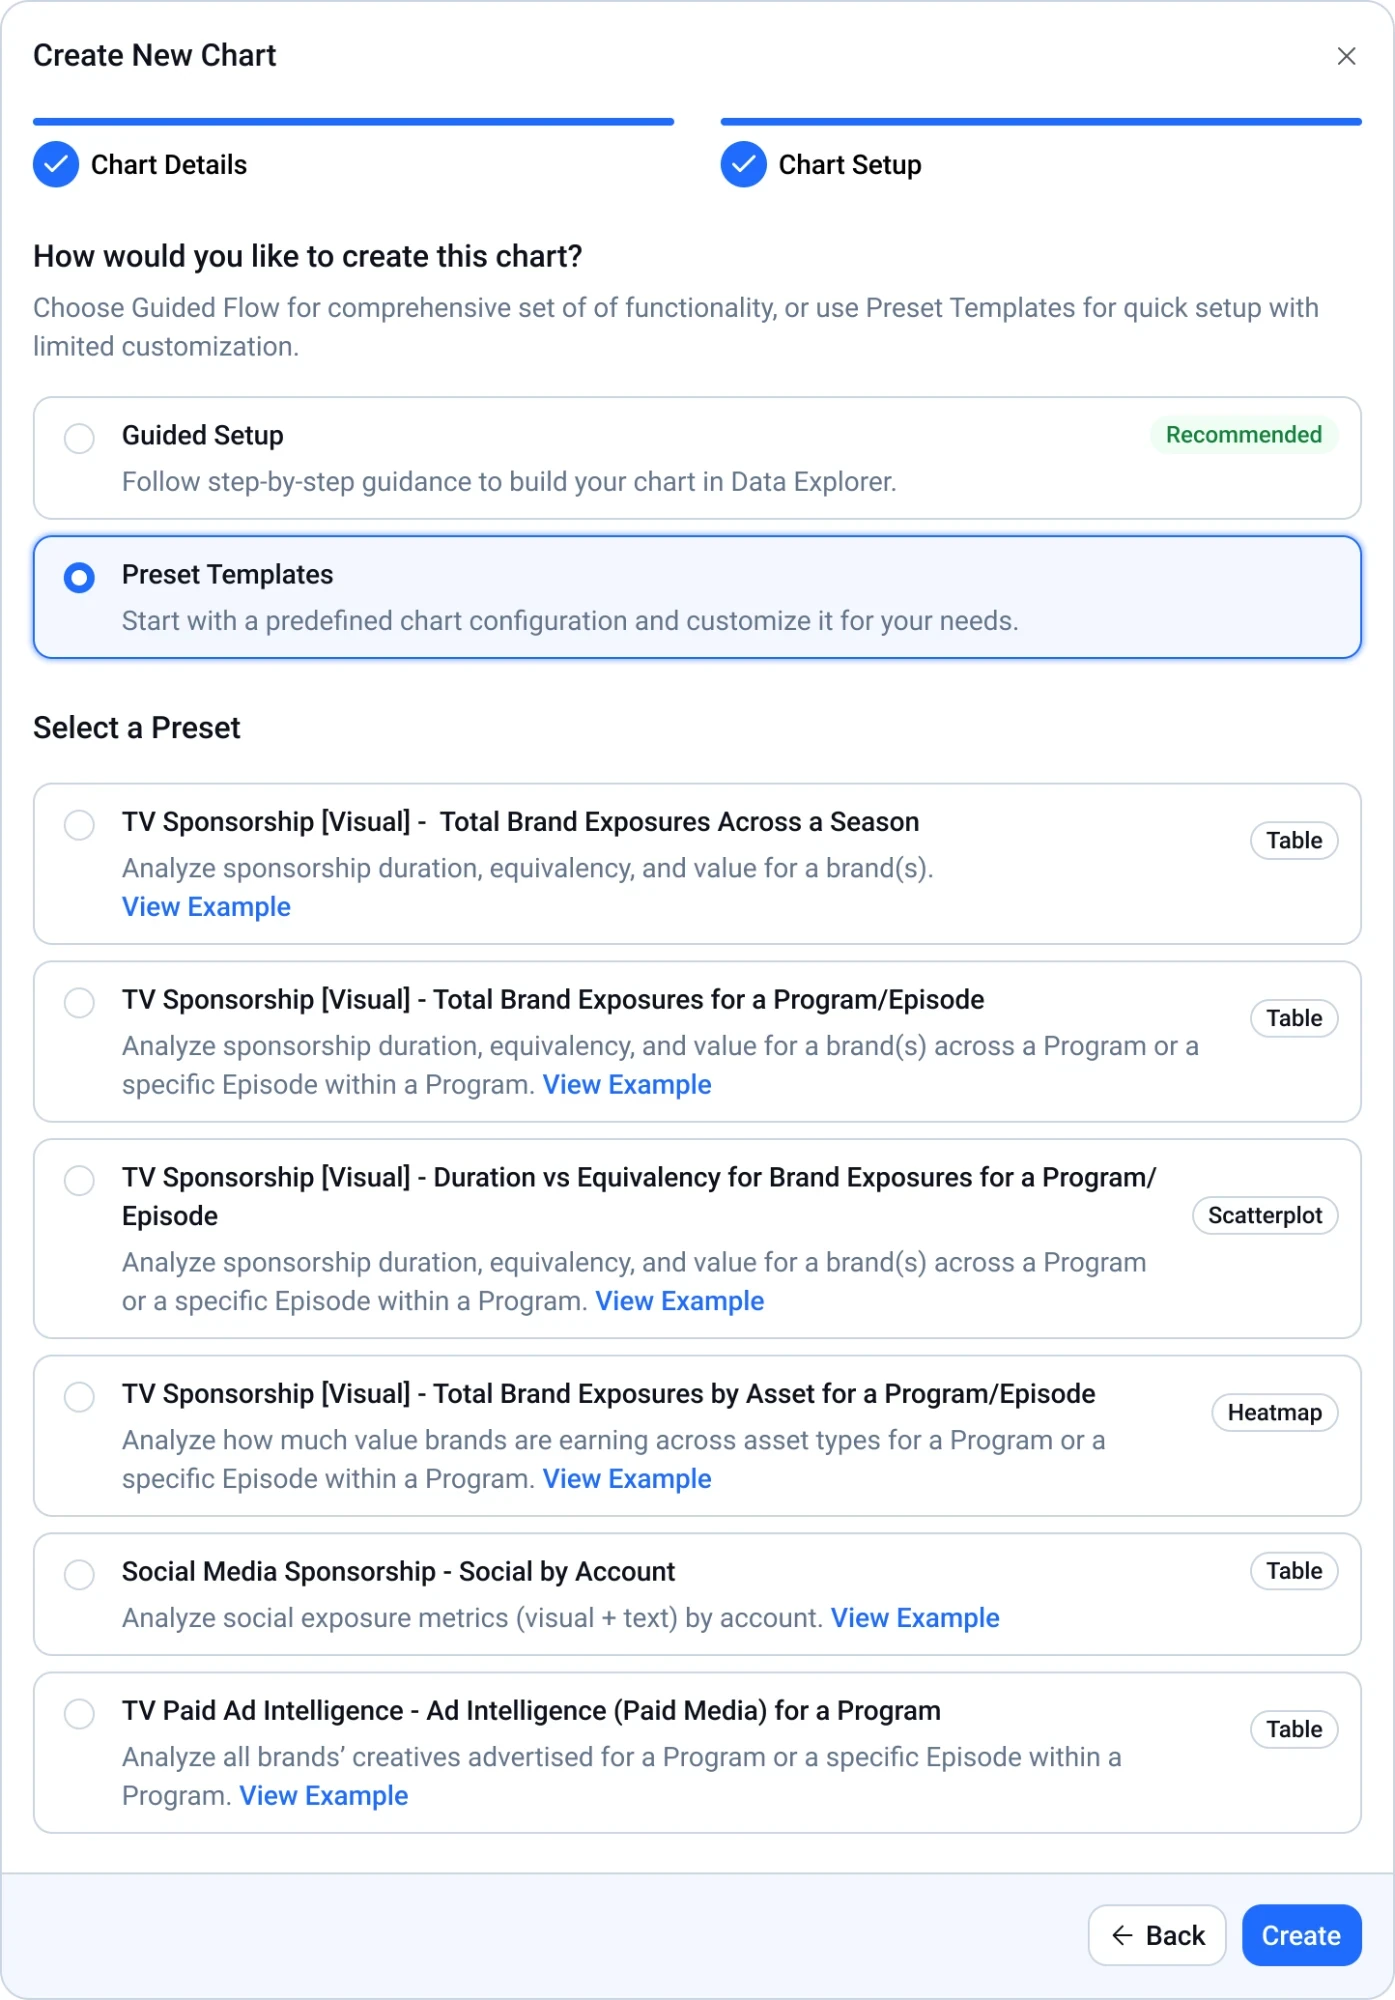 Create New Chart
Chart Details
Chart Setup
How would you like to create this chart?
Choose Guided Flow for comprehensive set of of functionality, or use Preset Templates for quick setup with
limited customization.
Guided Setup
Recommended
Follow step-by-step guidance to build your chart in Data Explorer.
Preset Templates
Start with a predefined chart configuration and customize it for your needs.
Select a Preset
TV Sponsorship [Visual] -  Total Brand Exposures Across a Season
Table
Analyze sponsorship duration, equivalency, and value for a brand(s).
View Example
TV Sponsorship [Visual] - Total Brand Exposures for a Program/Episode
Table
Analyze sponsorship duration, equivalency, and value for a brand(s) across a Program or a
specific Episode within a Program. View Example
TV Sponsorship [Visual] - Duration vs Equivalency for Brand Exposures for a Program/
Episode
Scatterplot
Analyze sponsorship duration, equivalency, and value for a brand(s) across a Program
or a specific Episode within a Program. View Example
TV Sponsorship [Visual] - Total Brand Exposures by Asset for a Program/Episode
Heatmap
Analyze how much value brands are earning across asset types for a Program or a
specific Episode within a Program. View Example
Social Media Sponsorship - Social by Account
Table
Analyze social exposure metrics (visual + text) by account. View Example
TV Paid Ad Intelligence - Ad Intelligence (Paid Media) for a Program
Table
Analyze all brands’ creatives advertised for a Program or a specific Episode within a
Program. View Example
Back
Create